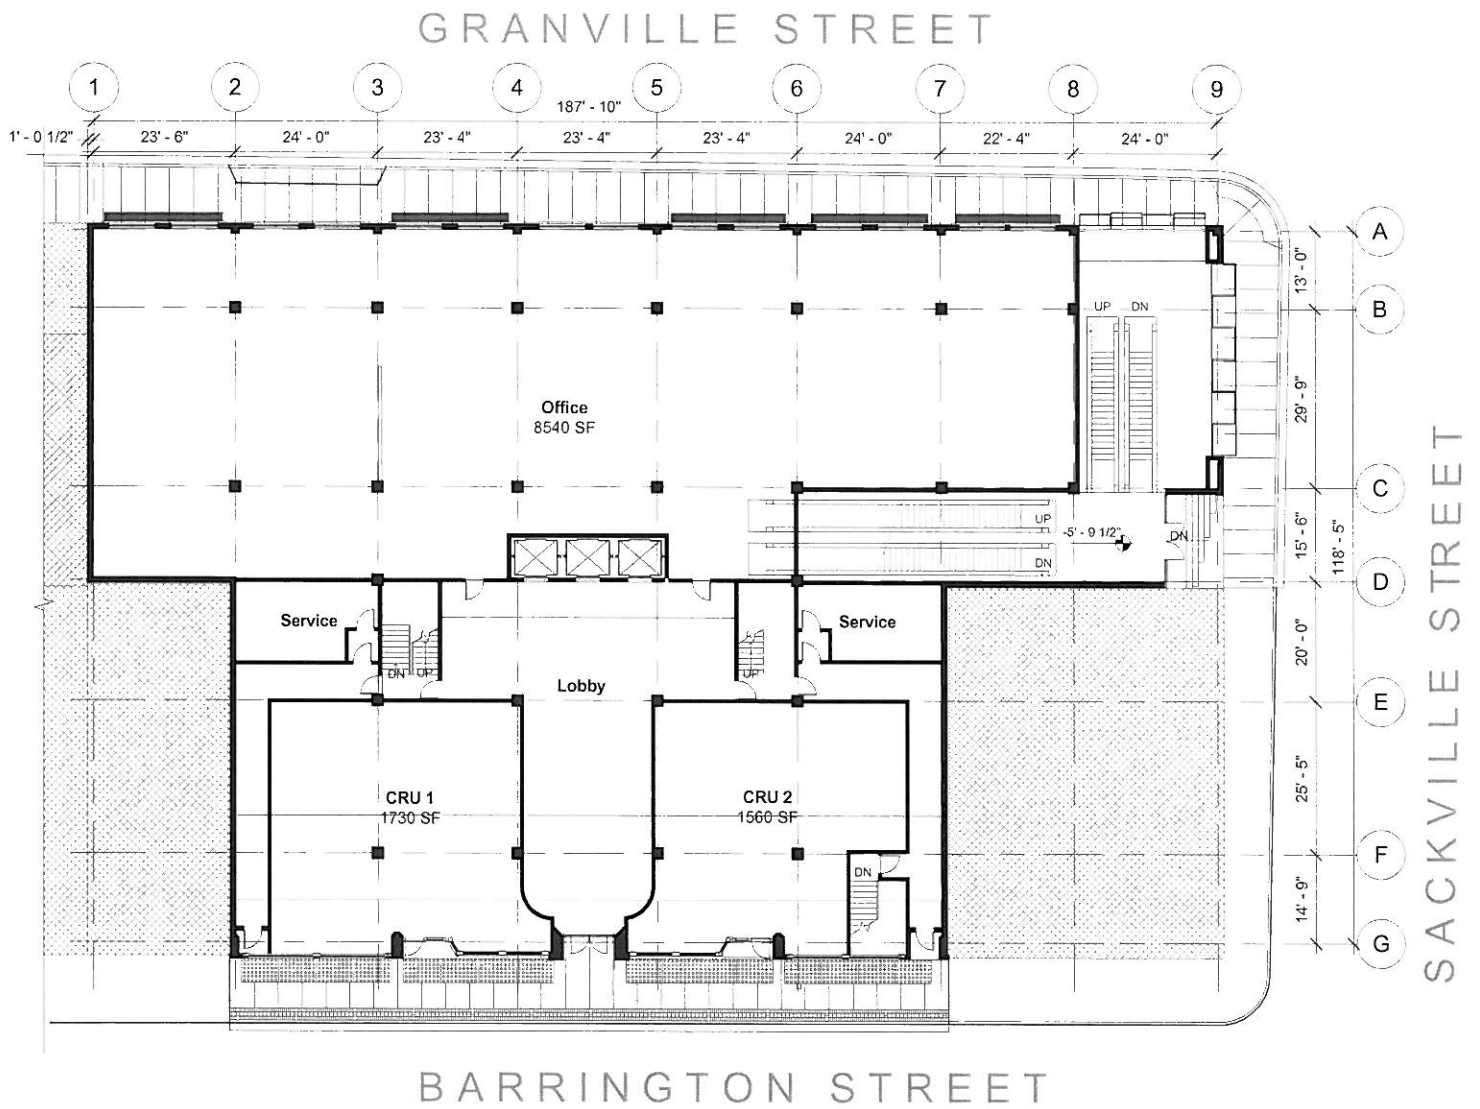 GRANVILLE STREET
1 2 3 4 5 6 7 8 9
187' - 10"
1' - 0 1/2" 23' - 6" 24' - 0" 23' - 4" 23' - 4" 23' - 4" 24' - 0" 22' - 4" 24' - 0"
A
13' - 0"
B
UP DN
29' - 9"
Office
8540 SF
C
UP
-5' - 9 1/2"
DN
DN
15' - 6"
118' - 5"
D
Service
Service
20' - 0"
DN UP
UP
Lobby
E
CRU 1
1730 SF
CRU 2
1560 SF
25' - 5"
F
DN
14' - 9"
G
SACKVILLE STREET
BARRINGTON STREET